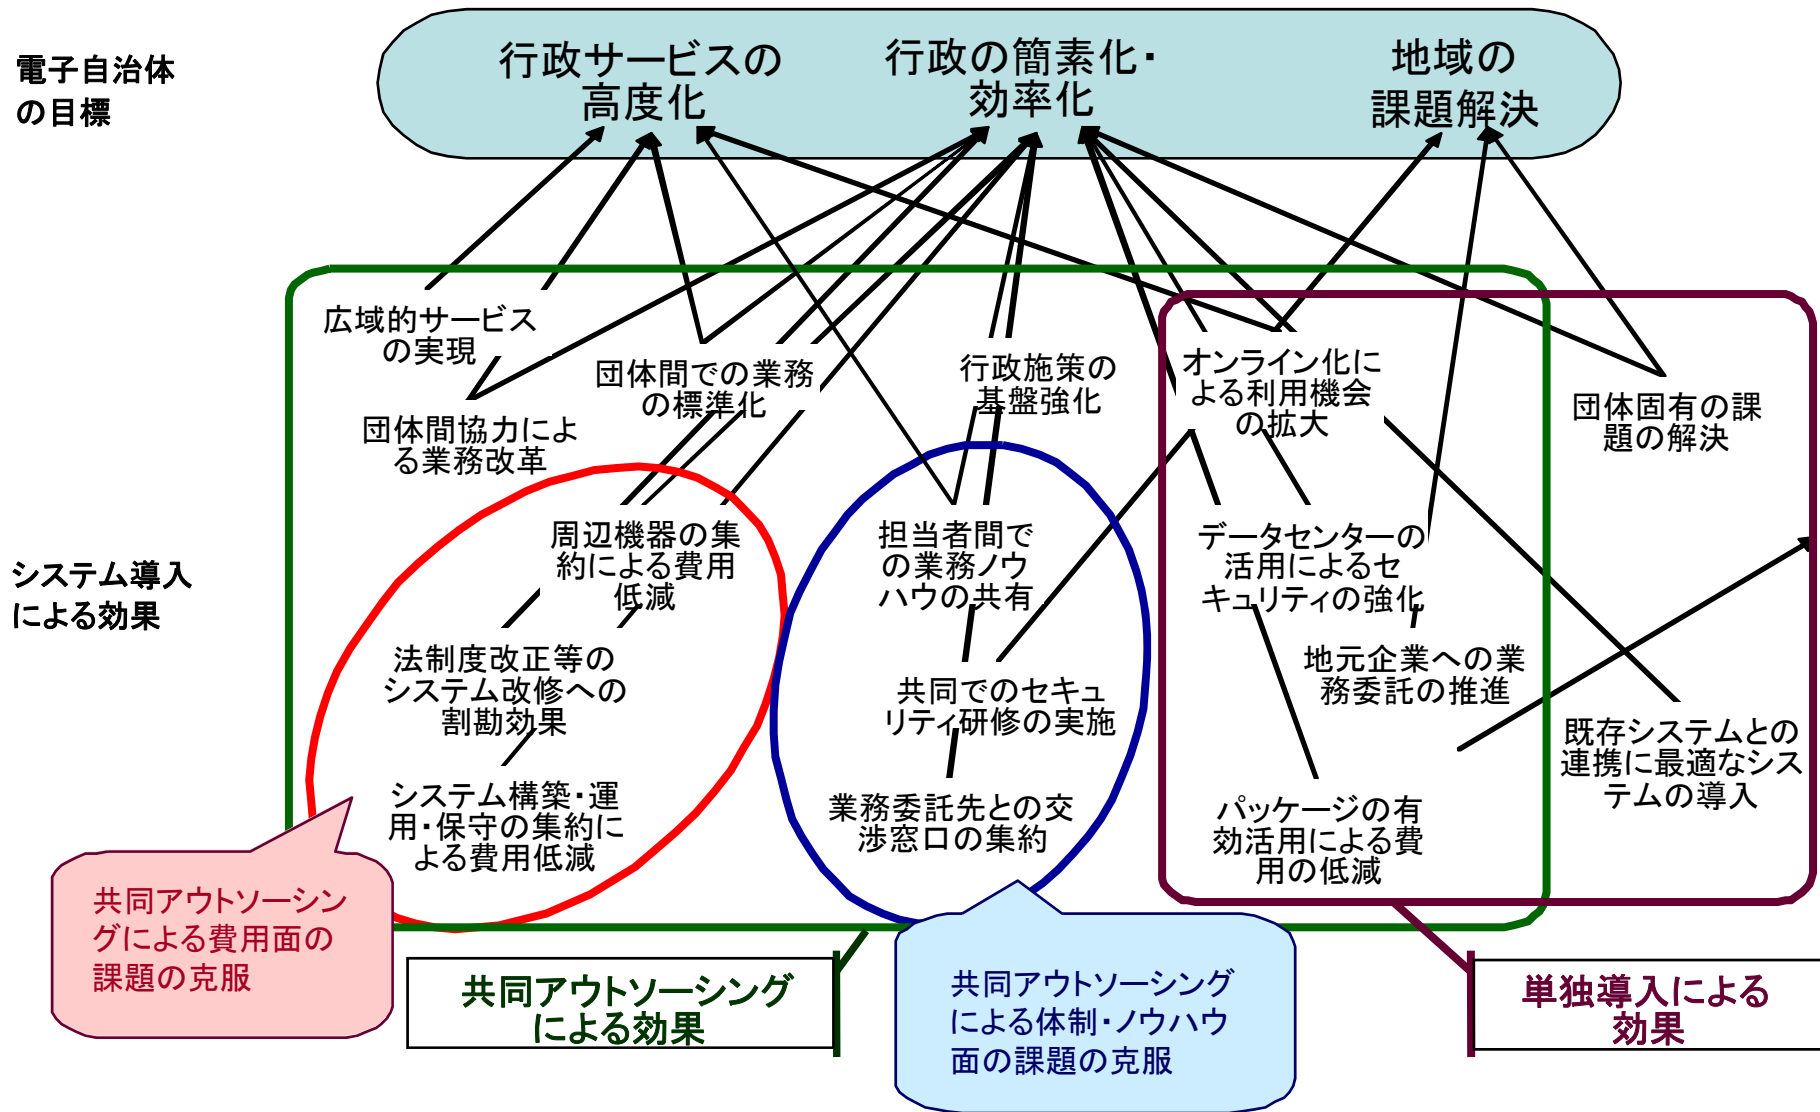 電子自治体
の目標
行政サービスの
高度化
行政の簡素化・
効率化
地域の
課題解決
広域的サービス
の実現
団体間協力によ
る業務改革
団体間での業務
の標準化
行政施策の
基盤強化
オンライン化に
よる利用機会
の拡大
団体固有の課
題の解決
システム導入
による効果
周辺機器の集
約による費用
低減
担当者間で
の業務ノウ
ハウの共有
データセンターの
活用によるセ
キュリティの強化
法制度改正等の
システム改修への
割勘効果
共同でのセキュ
リティ研修の実施
地元企業への業
務委託の推進
既存システムとの
連携に最適なシス
テムの導入
システム構築・運
用・保守の集約に
よる費用低減
業務委託先との交
渉窓口の集約
パッケージの有
効活用による費
用の低減
共同アウトソーシン
グによる費用面の
課題の克服
共同アウトソーシング
による効果
共同アウトソーシング
による体制・ノウハウ
面の課題の克服
単独導入による
効果